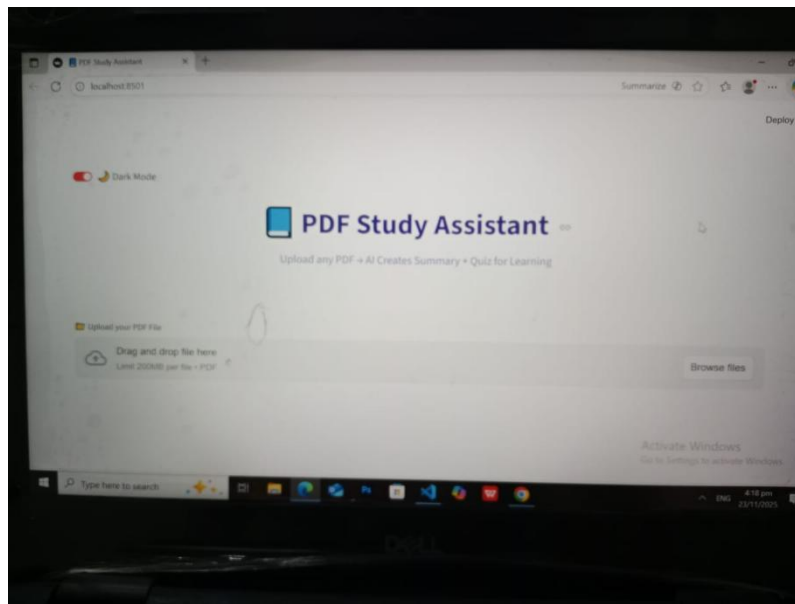 PDF Study Assistant
localhost:8501
Summarize
Deploy
Dark Mode
PDF Study Assistant
Upload any PDF → AI Creates Summary + Quiz for Learning
Upload your PDF File
Drag and drop file here
Limit 200MB per file • PDF
Browse files
Activate Windows
Go to Settings to activate Windows.
Type here to search
ENG
4:18 pm
23/11/2025
DELL